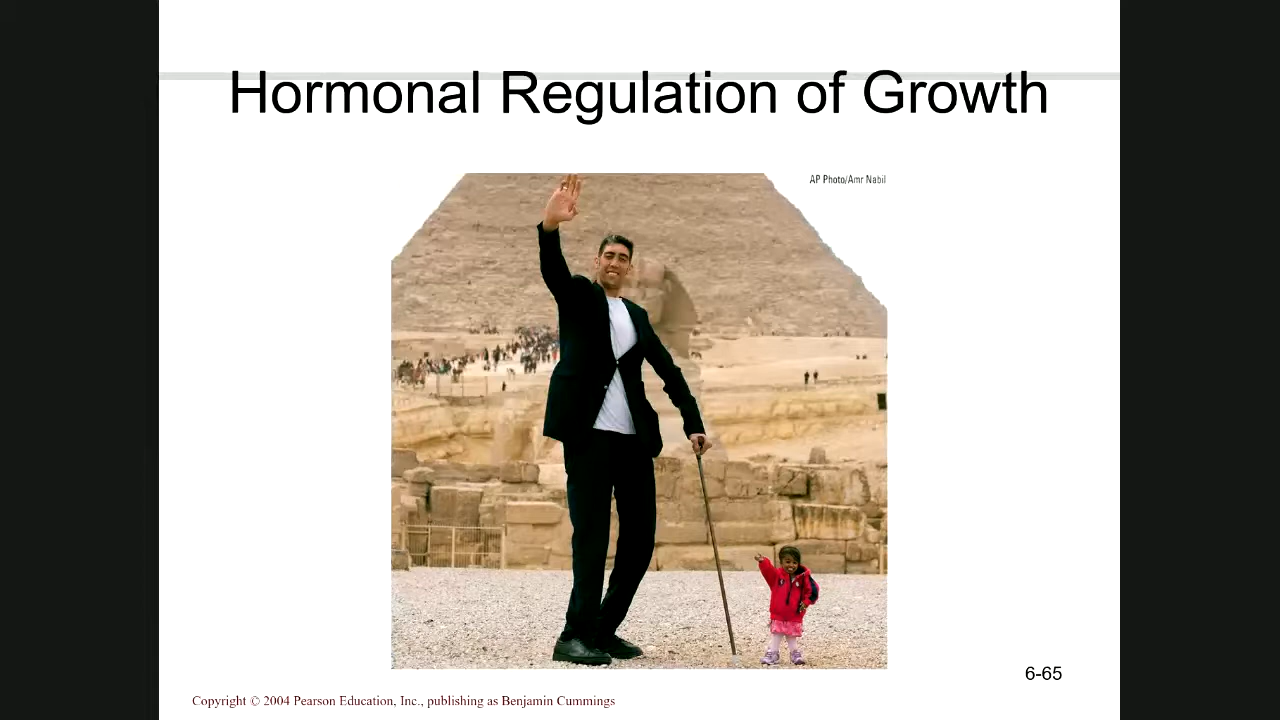 Hormonal Regulation of Growth
AP Photo/Amr Nabil
6-65
Copyright © 2004 Pearson Education, Inc., publishing as Benjamin Cummings